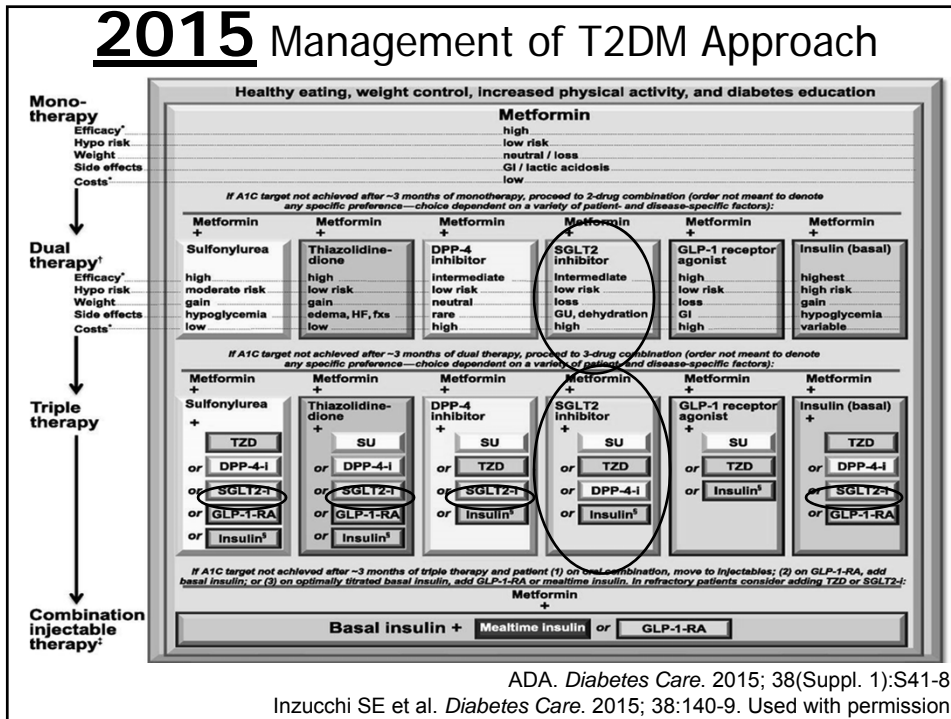 2015 Management of T2DM Approach
Healthy eating, weight control, increased physical activity, and diabetes education
Mono-
therapy
Metformin
Efficacy* high
Hypo risk low risk
Weight neutral / loss
Side effects GI / lactic acidosis
Costs* low
If A1C target not achieved after ~3 months of monotherapy, proceed to 2-drug combination (order not meant to denote
any specific preference—choice dependent on a variety of patient- and disease-specific factors):
Metformin Metformin Metformin Metformin Metformin Metformin
+ + + + + +
Dual
therapy†
Sulfonylurea Thiazolidine- DPP-4 SGLT2 GLP-1 receptor Insulin (basal)
dione inhibitor inhibitor agonist
Efficacy* high high intermediate Intermediate high highest
Hypo risk moderate risk low risk low risk low risk low risk high risk
Weight gain gain neutral loss loss gain
Side effects hypoglycemia edema, HF, fxs rare GU, dehydration GI hypoglycemia
Costs* low low high high high variable
If A1C target not achieved after ~3 months of dual therapy, proceed to 3-drug combination (order not meant to denote
any specific preference—choice dependent on a variety of patient- and disease-specific factors):
Metformin Metformin Metformin Metformin Metformin Metformin
+ + + + + +
Triple
therapy
Sulfonylurea Thiazolidine- DPP-4 SGLT2 GLP-1 receptor Insulin (basal)
dione inhibitor inhibitor agonist
+ + + + + +
TZD SU SU SU SU TZD
or DPP-4-i or DPP-4-i or TZD or TZD or TZD or DPP-4-i
or SGLT2-i or SGLT2-i or SGLT2-i or DPP-4-i or Insulin§ or SGLT2-i
or GLP-1-RA or GLP-1-RA or Insulin§ or Insulin§ or GLP-1-RA
or Insulin§ or Insulin§
If A1C target not achieved after ~3 months of triple therapy and patient (1) on oral combination, move to injectables; (2) on GLP-1-RA, add
basal insulin; or (3) on optimally titrated basal insulin, add GLP-1-RA or mealtime insulin. In refractory patients consider adding TZD or SGLT2-i:
Metformin
+
Combination
injectable
therapy‡
Basal insulin + Mealtime insulin or GLP-1-RA
ADA. Diabetes Care. 2015; 38(Suppl. 1):S41-8
Inzucchi SE et al. Diabetes Care. 2015; 38:140-9. Used with permission